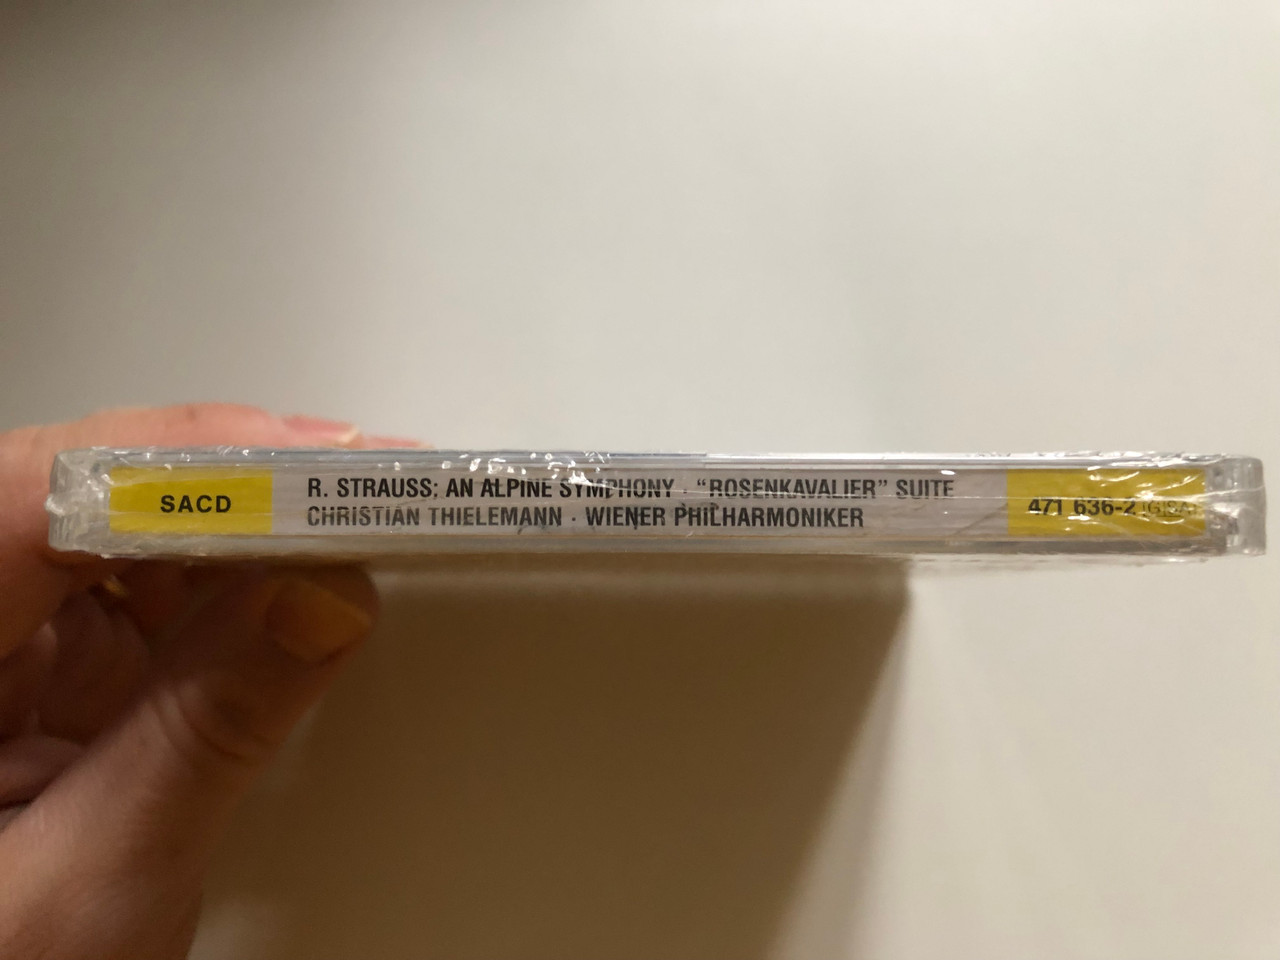 SACD
R. STRAUSS: AN ALPINE SYMPHONY · “ROSENKAVALIER” SUITE
CHRISTIAN THIELEMANN · WIENER PHILHARMONIKER
471 636-2